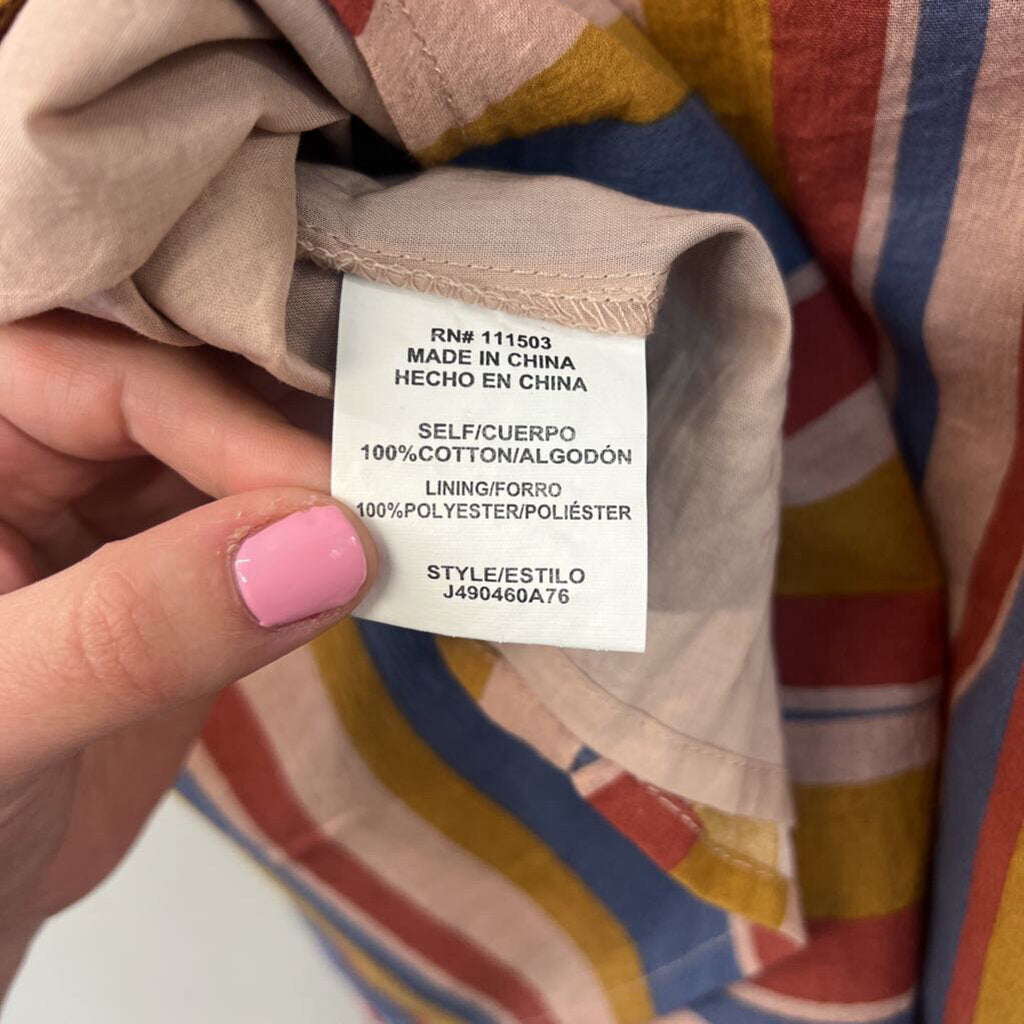 RN# 111503
MADE IN CHINA
HECHO EN CHINA
SELF/CUERPO
100%COTTON/ALGODÓN
LINING/FORRO
100%POLYESTER/POLIÉSTER
STYLE/ESTILO
J490460A76